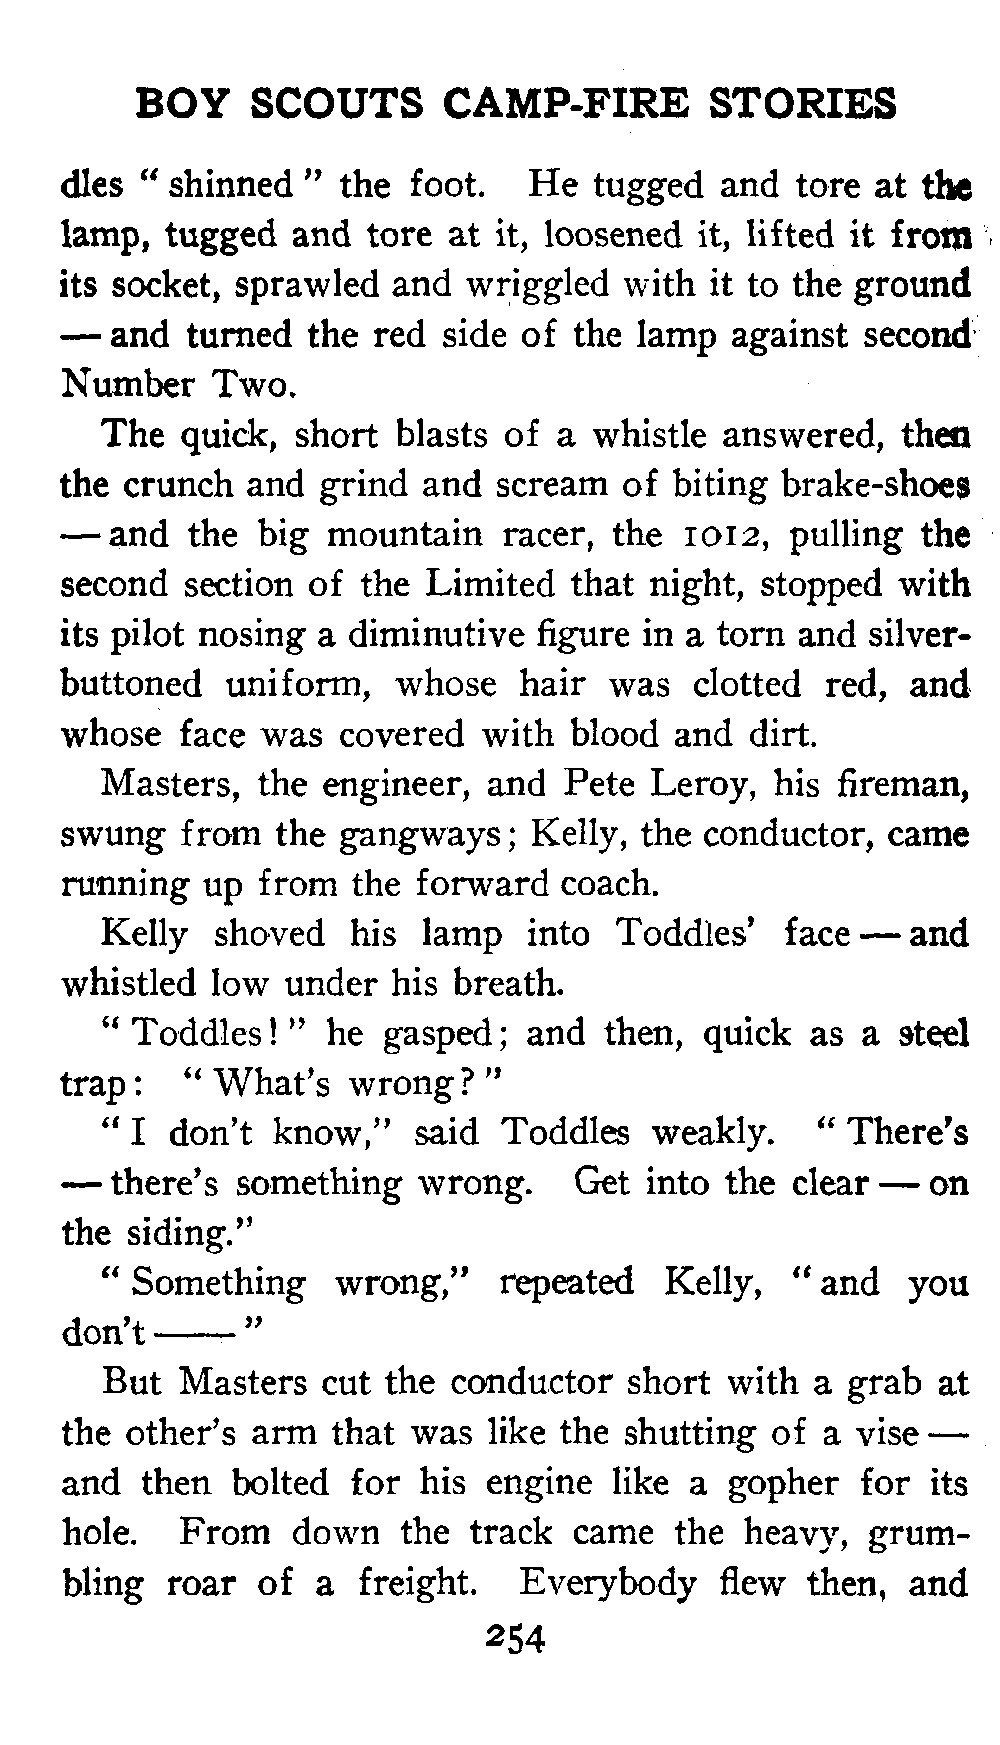 BOY SCOUTS CAMP-FIRE STORIES
dles “ shinned ” the foot. He tugged and tore at the
lamp, tugged and tore at it, loosened it, lifted it from
its socket, sprawled and wriggled with it to the ground
— and turned the red side of the lamp against second
Number Two.
The quick, short blasts of a whistle answered, then
the crunch and grind and scream of biting brake-shoes
— and the big mountain racer, the 1012, pulling the
second section of the Limited that night, stopped with
its pilot nosing a diminutive figure in a torn and silver-
buttoned uniform, whose hair was clotted red, and
whose face was covered with blood and dirt.
Masters, the engineer, and Pete Leroy, his fireman,
swung from the gangways; Kelly, the conductor, came
running up from the forward coach.
Kelly shoved his lamp into Toddles’ face — and
whistled low under his breath.
“ Toddles! ” he gasped; and then, quick as a steel
trap: “ What’s wrong? ”
“ I don’t know,” said Toddles weakly. “ There’s
— there’s something wrong. Get into the clear — on
the siding.”
“ Something wrong,” repeated Kelly, “ and you
don’t —— ”
But Masters cut the conductor short with a grab at
the other’s arm that was like the shutting of a vise —
and then bolted for his engine like a gopher for its
hole. From down the track came the heavy, grum-
bling roar of a freight. Everybody flew then, and
254